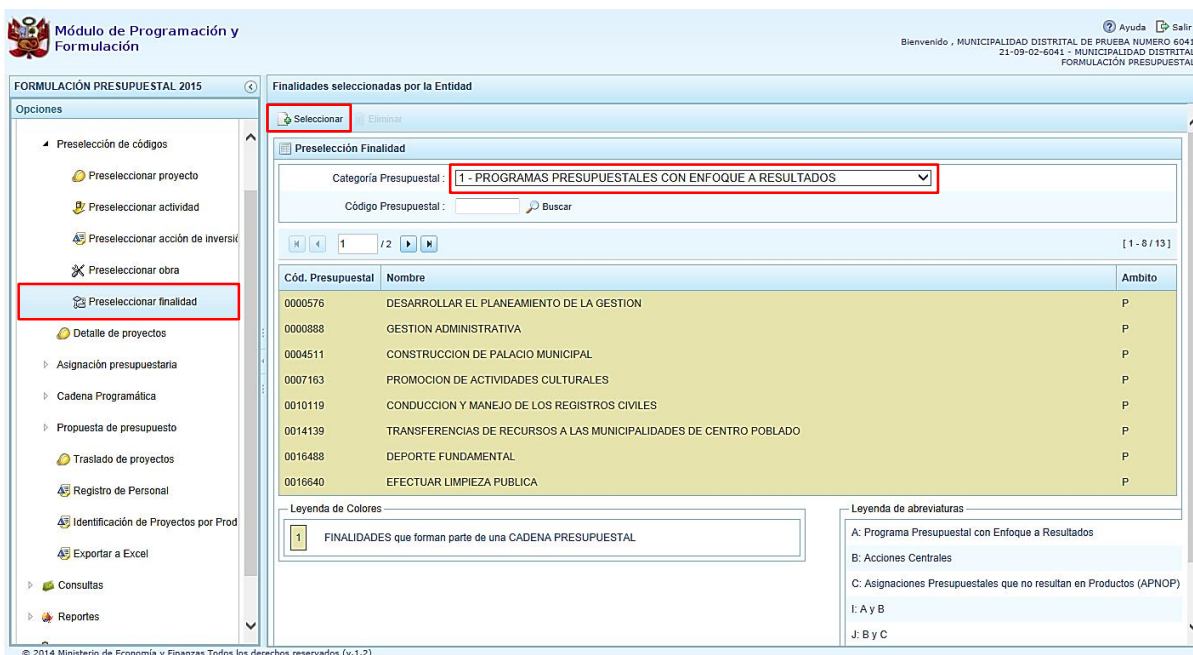 Módulo de Programación y
Formulación
Ayuda Salir
Bienvenido , MUNICIPALIDAD DISTRITAL DE PRUEBA NUMERO 6041
21-09-02-6041 - MUNICIPALIDAD DISTRITAL
FORMULACIÓN PRESUPUESTAL
FORMULACIÓN PRESUPUESTAL 2015
Opciones
Preselección de códigos
Preseleccionar proyecto
Preseleccionar actividad
Preseleccionar acción de inversió
Preseleccionar obra
Preseleccionar finalidad
Detalle de proyectos
Asignación presupuestaria
Cadena Programática
Propuesta de presupuesto
Traslado de proyectos
Registro de Personal
Identificación de Proyectos por Prod
Exportar a Excel
Consultas
Reportes
Finalidades seleccionadas por la Entidad
Seleccionar Eliminar
Preselección Finalidad
Categoría Presupuestal : 1 - PROGRAMAS PRESUPUESTALES CON ENFOQUE A RESULTADOS
Código Presupuestal : Buscar
1 / 2 [ 1 - 8 / 13 ]
Cód. Presupuestal Nombre Ambito
0000576 DESARROLLAR EL PLANEAMIENTO DE LA GESTION P
0000888 GESTION ADMINISTRATIVA P
0004511 CONSTRUCCION DE PALACIO MUNICIPAL P
0007163 PROMOCION DE ACTIVIDADES CULTURALES P
0010119 CONDUCCION Y MANEJO DE LOS REGISTROS CIVILES P
0014139 TRANSFERENCIAS DE RECURSOS A LAS MUNICIPALIDADES DE CENTRO POBLADO P
0016488 DEPORTE FUNDAMENTAL P
0016640 EFECTUAR LIMPIEZA PUBLICA P
Leyenda de Colores
1 FINALIDADES que forman parte de una CADENA PRESUPUESTAL
Leyenda de abreviaturas
A: Programa Presupuestal con Enfoque a Resultados
B: Acciones Centrales
C: Asignaciones Presupuestales que no resultan en Productos (APNOP)
I: A y B
J: B y C
© 2014 Ministerio de Economía y Finanzas Todos los derechos reservados (v.1.2)